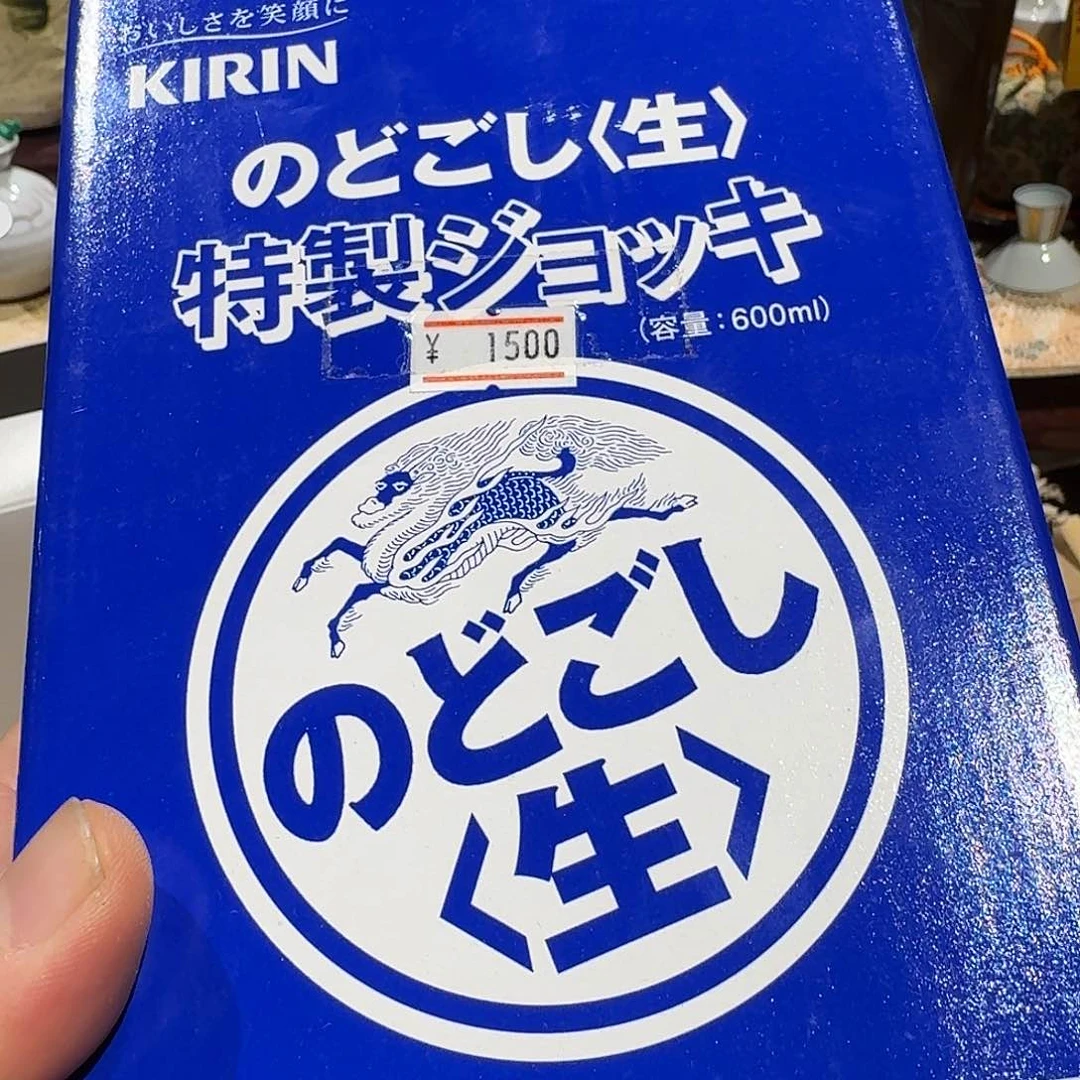 おいしさを笑顔に
KIRIN
のどごし〈生〉
特製ジョッキ
(容量:600ml)
¥ 1500
のどごし
〈生〉